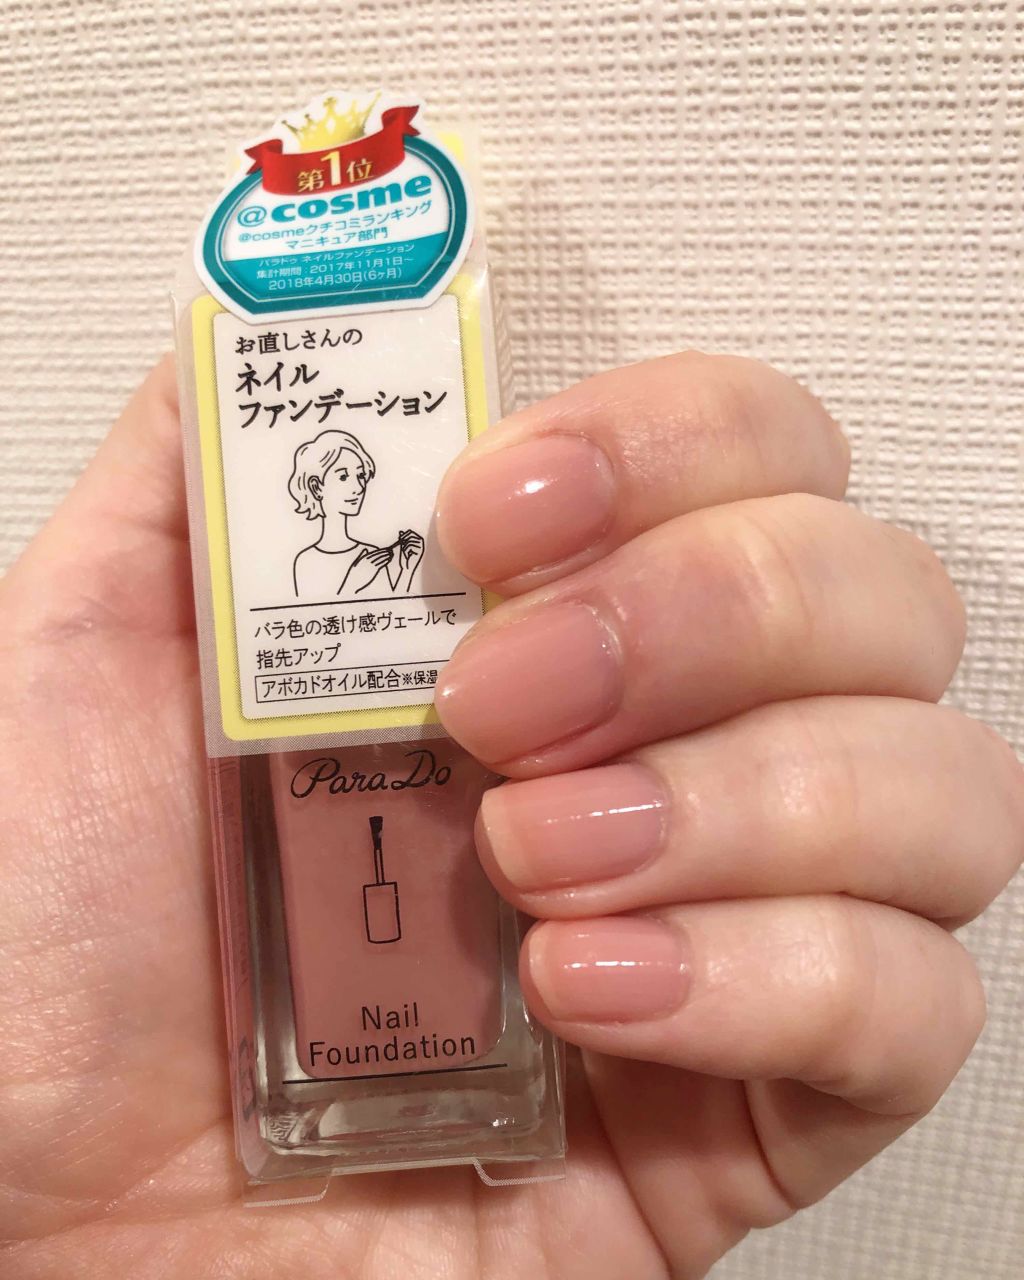 第1位
@cosme
@cosmeクチコミランキング
マニキュア部門
パラドゥ ネイルファンデーション
集計期間：2017年11月1日～
2018年4月30日(6ヶ月)
お直しさんの
ネイル
ファンデーション
バラ色の透け感ヴェールで
指先アップ
アボカドオイル配合※保湿
ParaDo
Nail
Foundation